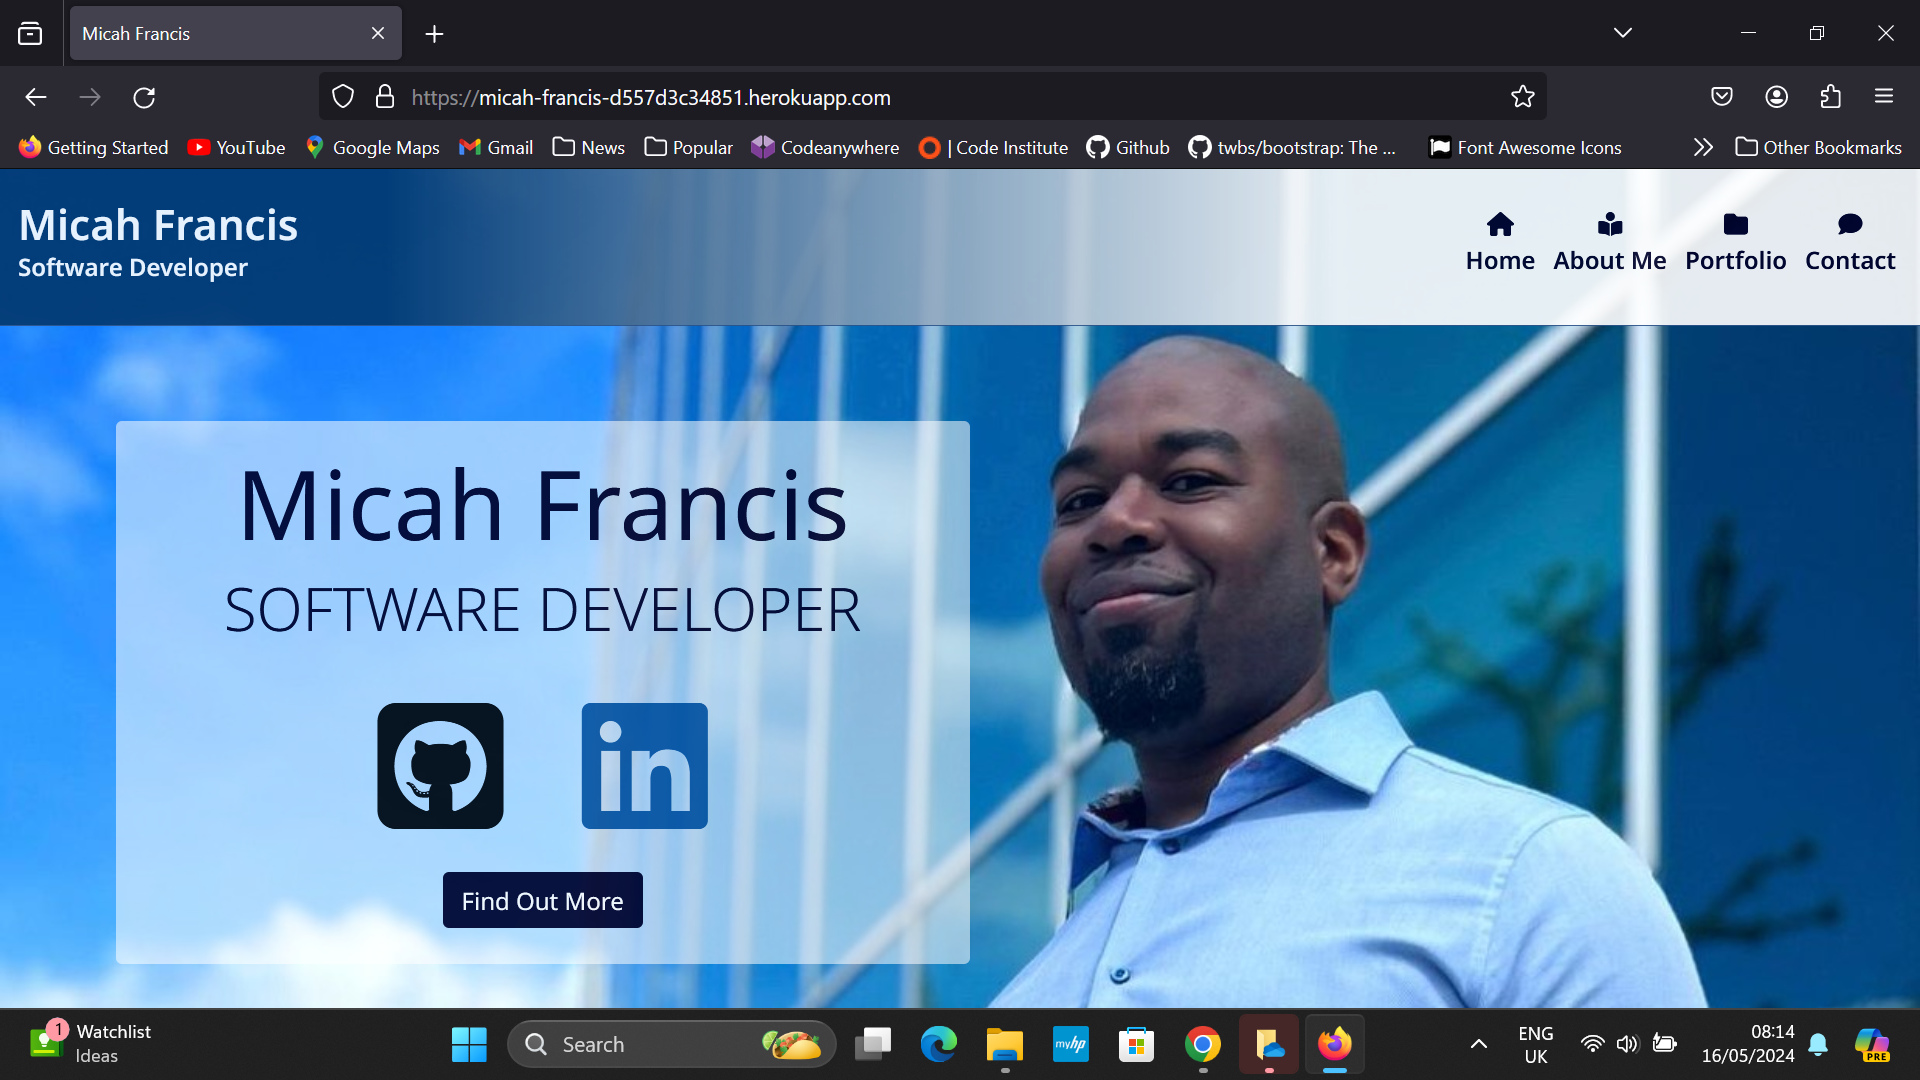 Micah Francis
https://micah-francis-d557d3c34851.herokuapp.com
Getting Started YouTube Google Maps Gmail News Popular Codeanywhere | Code Institute Github twbs/bootstrap: The ... Font Awesome Icons Other Bookmarks
Micah Francis
Software Developer
Home About Me Portfolio Contact
Micah Francis
SOFTWARE DEVELOPER
in
Find Out More
1
Watchlist
Ideas
Search
myhp
ENG
UK
08:14
16/05/2024
PRE